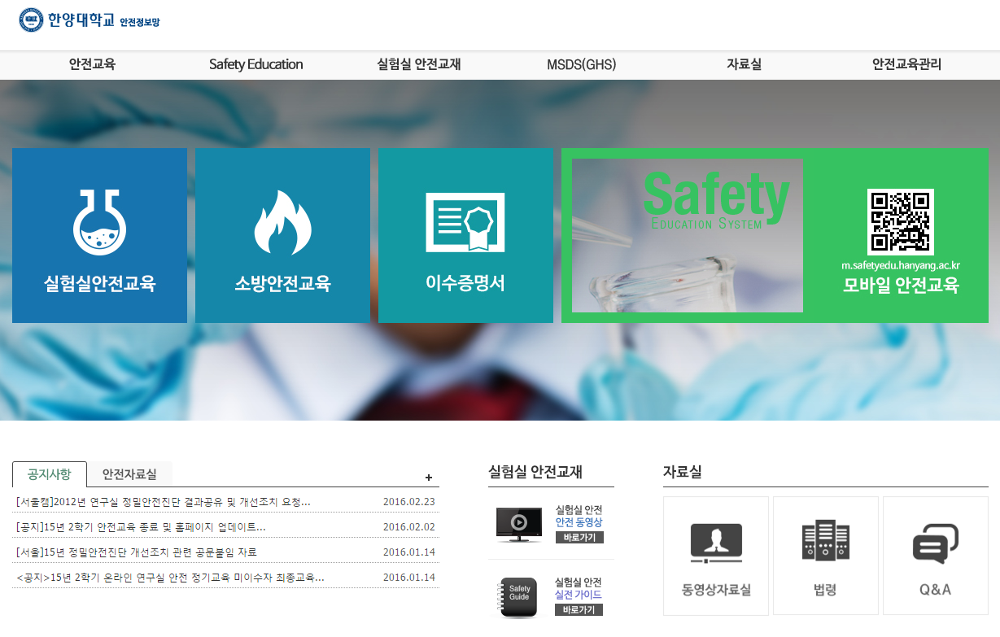 한양대학교 안전정보망
안전교육
Safety Education
실험실 안전교재
MSDS(GHS)
자료실
안전교육관리
실험실안전교육
소방안전교육
이수증명서
Safety
EDUCATION SYSTEM
m.safetyedu.hanyang.ac.kr
모바일 안전교육
공지사항
안전자료실
+
[서울캠]2012년 연구실 정밀안전진단 결과공유 및 개선조치 요청... 2016.02.23
[공지]15년 2학기 안전교육 종료 및 홈페이지 업데이트... 2016.02.02
[서울]15년 정밀안전진단 개선조치 관련 공문붙임 자료 2016.01.14
<공지>15년 2학기 온라인 연구실 안전 정기교육 미이수자 최종교육... 2016.01.14
실험실 안전교재
실험실 안전
안전 동영상
바로가기
Safety
Guide
실험실 안전
실전 가이드
바로가기
자료실
동영상자료실
법령
Q&A